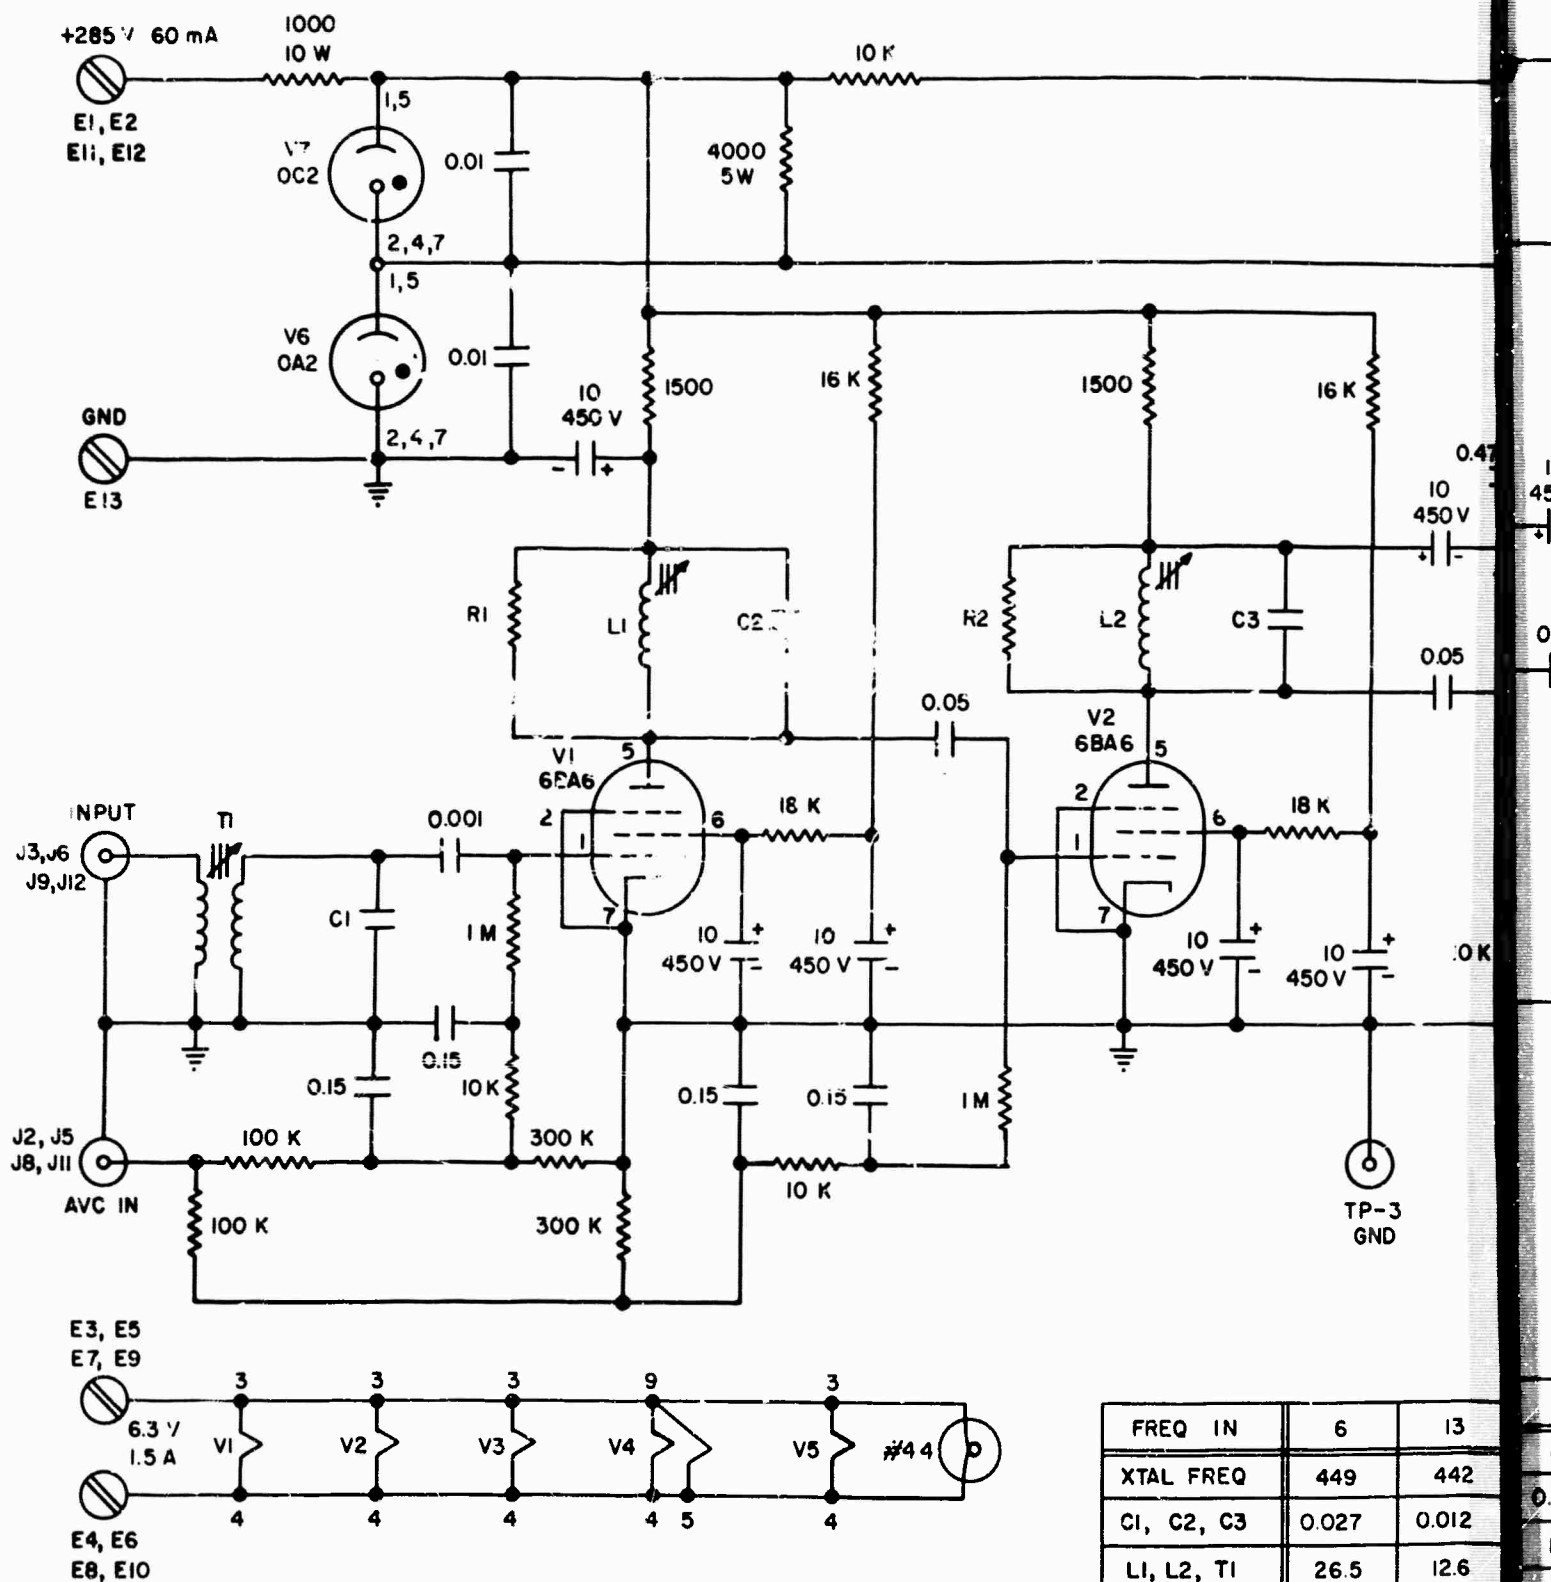 +285 V 60 mA
1000
10 W
10 K
E1, E2
E11, E12
1,5
V7
OC2
0.01
4000
5W
2,4,7
1,5
V6
OA2
0.01
10
450 V
1500
16 K
1500
16 K
GND
2,4,7
- +
E13
0.47
10
450 V
+ -
R1
L1
C2
R2
L2
C3
0.05
0.05
V1
6BA6
5
V2
6BA6
5
INPUT
T1
0.001
2
1
6
18 K
2
1
6
18 K
J3,J6
J9,J12
C1
1 M
7
10
450 V
+
-
10
450 V
+
-
7
10
450 V
+
-
10
450 V
+
-
0.15
0.15
10 K
0.15
0.15
1 M
J2, J5
J8, J11
100 K
300 K
10 K
AVC IN
100 K
300 K
TP-3
GND
E3, E5
E7, E9
3
3
3
9
3
6.3 V
1.5 A
V1
V2
V3
V4
V5
#44
4
4
4
4
5
4
E4, E6
E8, E10
FREQ IN 6 13
XTAL FREQ 449 442
C1, C2, C3 0.027 0.012
L1, L2, T1 26.5 12.6